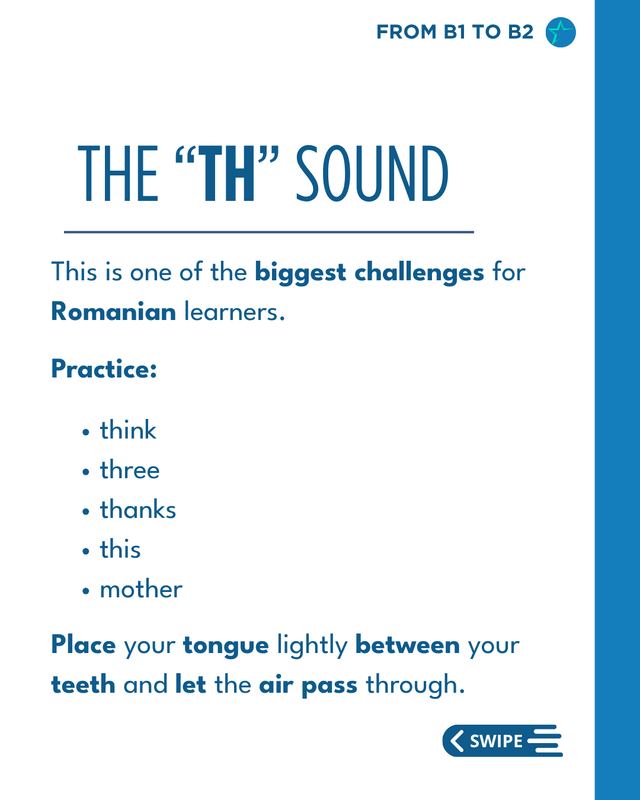 FROM B1 TO B2
THE “TH” SOUND
This is one of the biggest challenges for
Romanian learners.
Practice:
• think
• three
• thanks
• this
• mother
Place your tongue lightly between your
teeth and let the air pass through.
SWIPE